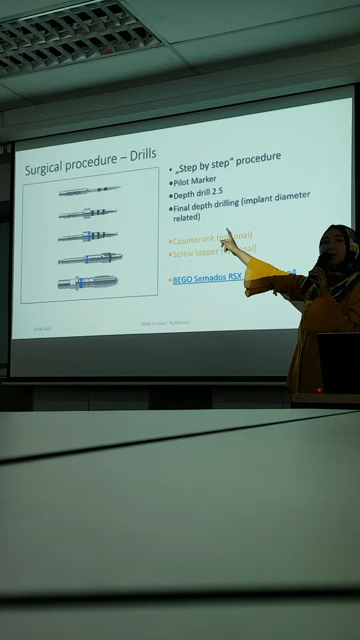 Surgical procedure – Drills
• „Step by step“ procedure
•Pilot Marker
•Depth drill 2.5
•Final depth drilling (implant diameter
related)
•Countersink (optional)
•Screw tapper
•BEGO Semados RSX